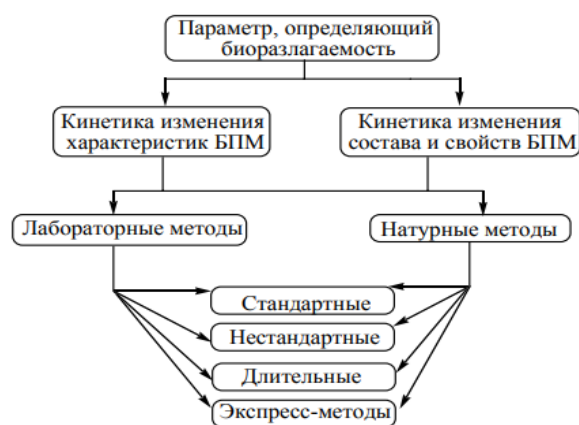 Параметр, определяющий
биоразлагаемость
Кинетика изменения
характеристик БПМ
Кинетика изменения
состава и свойств БПМ
Лабораторные методы
Натурные методы
Стандартные
Нестандартные
Длительные
Экспресс-методы